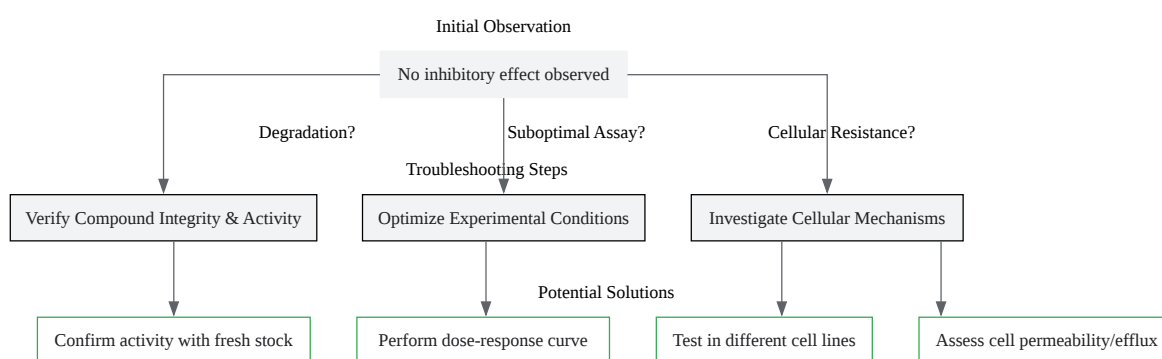 Initial Observation
No inhibitory effect observed
Degradation?
Suboptimal Assay?
Cellular Resistance?
Troubleshooting Steps
Verify Compound Integrity & Activity
Optimize Experimental Conditions
Investigate Cellular Mechanisms
Potential Solutions
Confirm activity with fresh stock
Perform dose-response curve
Test in different cell lines
Assess cell permeability/efflux